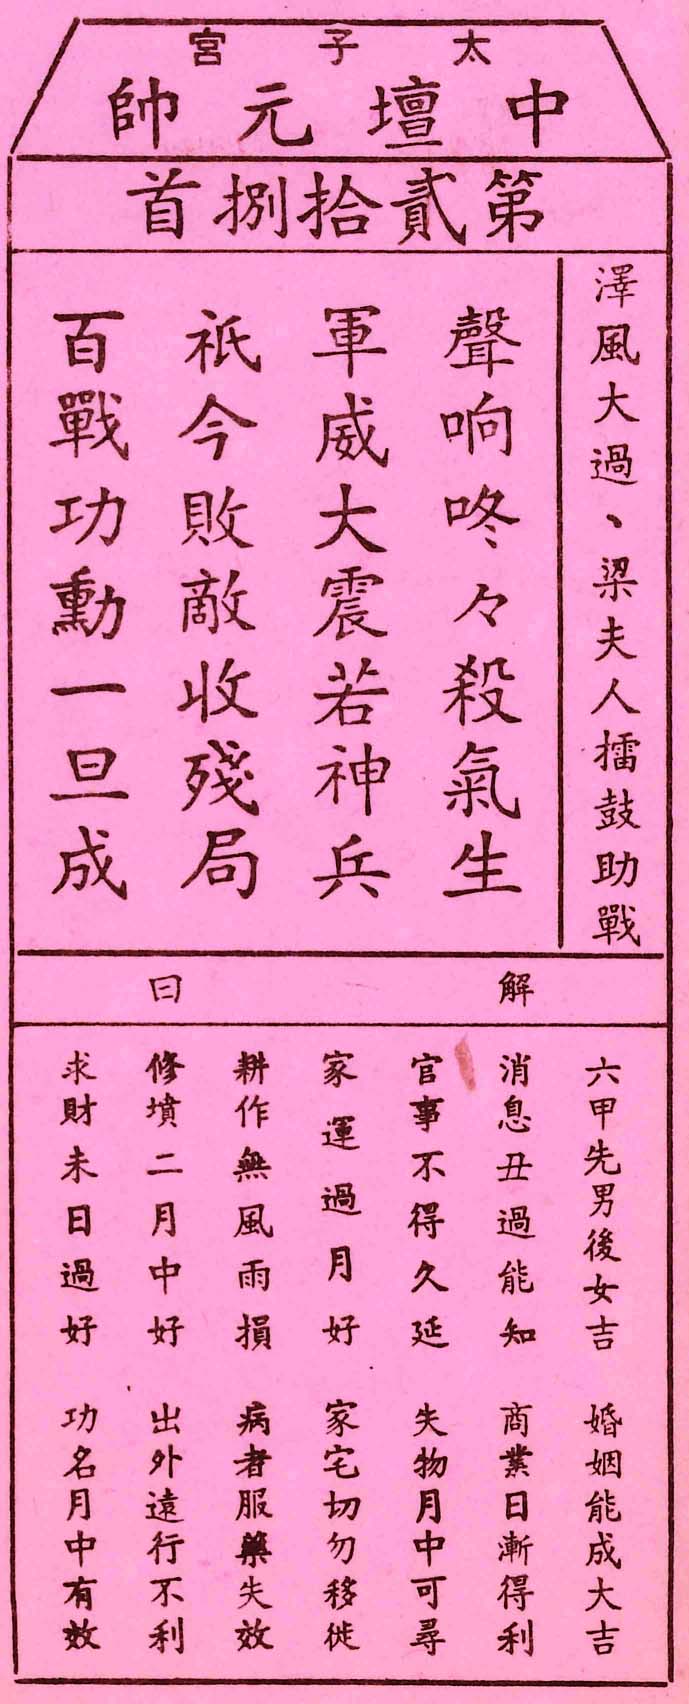 太子宮
中壇元帥
第貳拾捌首
澤風大過、梁夫人擂鼓助戰
聲响咚々殺氣生
軍威大震若神兵
祇今敗敵收殘局
百戰功勳一旦成
解曰
六甲先男後女吉 婚姻能成大吉
消息丑過能知 商業日漸得利
官事不得久延 失物月中可尋
家運過月好 家宅切勿移徙
耕作無風雨損 病者服藥失效
修墳二月中好 出外遠行不利
求財未日過好 功名月中有效